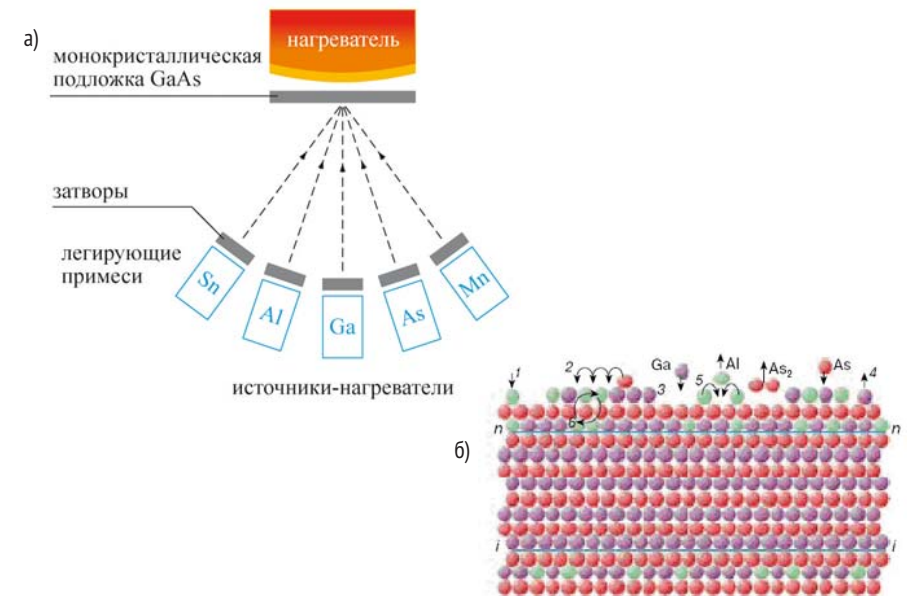 а)
нагреватель
монокристаллическая
подложка GaAs
затворы
легирующие
примеси
Sn
Al
Ga
As
Mn
источники-нагреватели
б)
1
2
3
Ga
5
Al
As₂
As
4
6
n
n
i
i